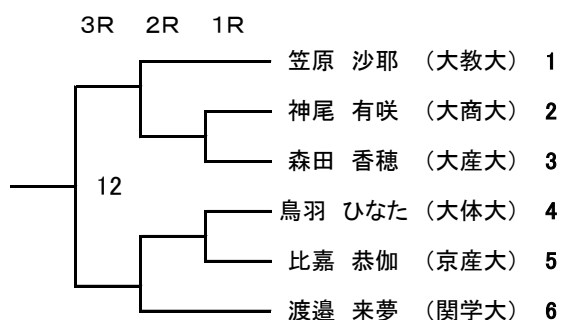 3R 2R 1R
笠原 沙耶 （大教大） 1
神尾 有咲 （大商大） 2
森田 香穂 （大産大） 3
12
鳥羽 ひなた （大体大） 4
比嘉 恭伽 （京産大） 5
渡邉 来夢 （関学大） 6